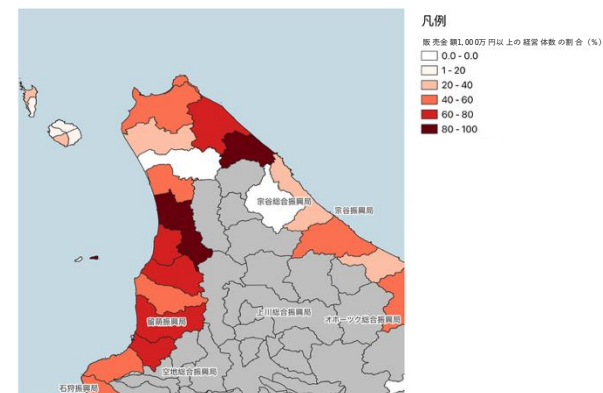 凡例
販売金額1,000万円以上の経営体数の割合（%）
0.0 - 0.0
1 - 20
20 - 40
40 - 60
60 - 80
80 - 100
宗谷総合振興局
宗谷振興局
上川総合振興局
オホーツク総合振興局
留萌振興局
空地総合振興局
石狩振興局